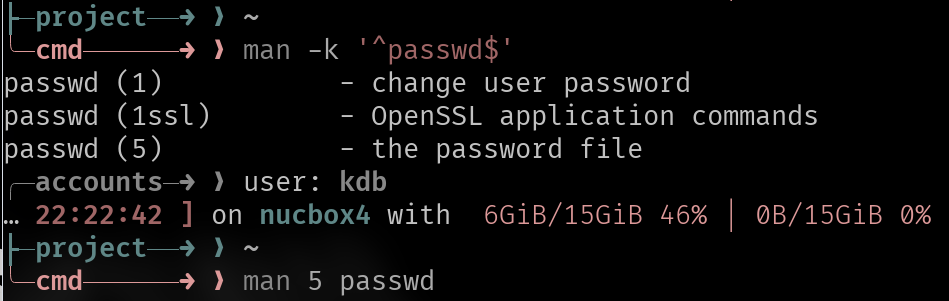 project ❯ ~
cmd ❯ man -k '^passwd$'
passwd (1) - change user password
passwd (1ssl) - OpenSSL application commands
passwd (5) - the password file
accounts ❯ user: kdb
… 22:22:42 ] on nucbox4 with 6GiB/15GiB 46% | 0B/15GiB 0%
project ❯ ~
cmd ❯ man 5 passwd